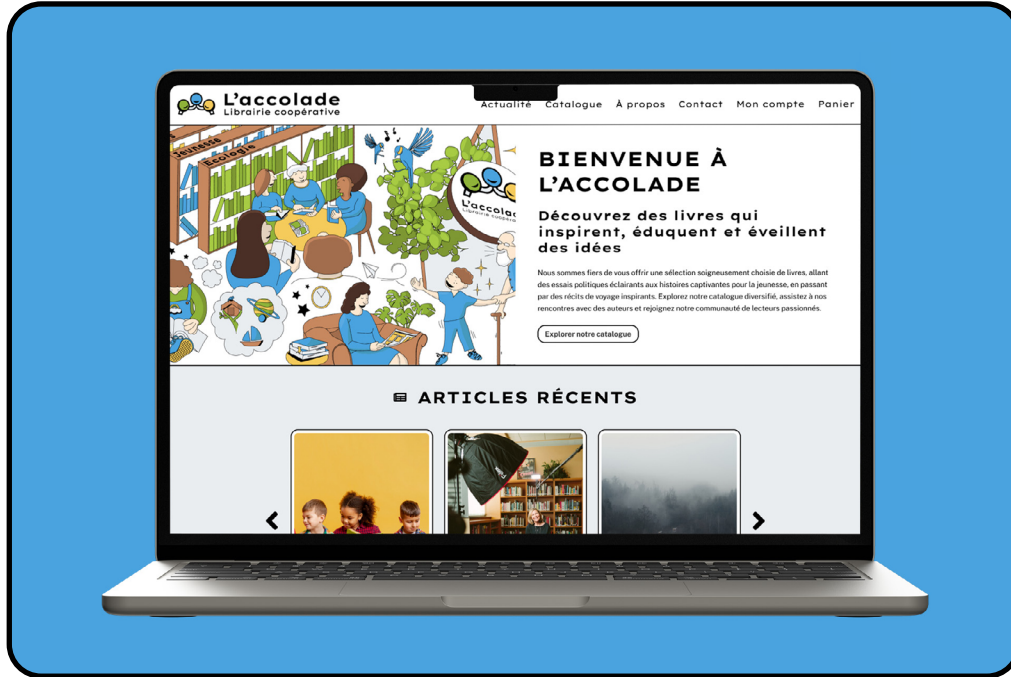 L'accolade
Librairie coopérative
Actualité Catalogue À propos Contact Mon compte Panier
Jeunesse
Ecologie
L'accolad
Librairie coopéra
BIENVENUE À
L'ACCOLADE
Découvrez des livres qui
inspirent, éduquent et éveillent
des idées
Nous sommes fiers de vous offrir une sélection soigneusement choisie de livres, allant
des essais politiques éclairants aux histoires captivantes pour la jeunesse, en passant
par des récits de voyage inspirants. Explorez notre catalogue diversifié, assistez à nos
rencontres avec des auteurs et rejoignez notre communauté de lecteurs passionnés.
Explorer notre catalogue
ARTICLES RÉCENTS